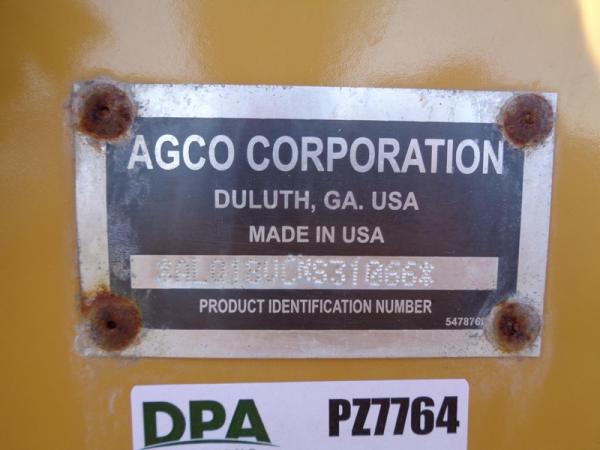 AGCO CORPORATION
DULUTH, GA. USA
MADE IN USA
PRODUCT IDENTIFICATION NUMBER
DPA PZ7764